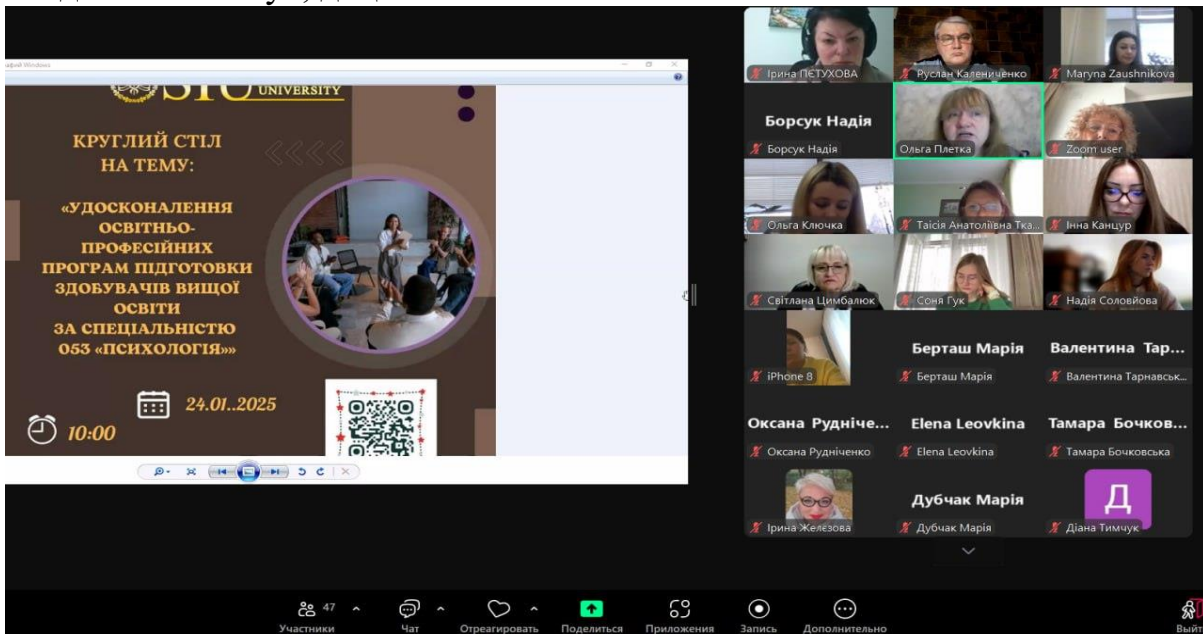 UNIVERSITY
КРУГЛИЙ СТІЛ
НА ТЕМУ:
«УДОСКОНАЛЕННЯ
ОСВІТНЬО-
ПРОФЕСІЙНИХ
ПРОГРАМ ПІДГОТОВКИ
ЗДОБУВАЧІВ ВИЩОЇ
ОСВІТИ
ЗА СПЕЦІАЛЬНІСТЮ
053 «ПСИХОЛОГІЯ»»
24.01..2025
10:00
Ірина ПЄТУХОВА
Руслан Калениченко
Maryna Zaushnikova
Борсук Надія
Борсук Надія
Ольга Плетка
Zoom user
Ольга Ключка
Таїсія Анатоліївна Тка...
Інна Канцур
Світлана Цимбалюк
Соня Гук
Надія Соловйова
iPhone 8
Берташ Марія
Берташ Марія
Валентина Тар...
Валентина Тарнавськ...
Оксана Рудніче...
Оксана Рудніченко
Elena Leovkina
Elena Leovkina
Тамара Бочков...
Тамара Бочковська
Ірина Желєзова
Дубчак Марія
Дубчак Марія
Д
Діана Тимчук
47
Участники
Чат
Отреагировать
Поделиться
Приложения
Запись
Дополнительно